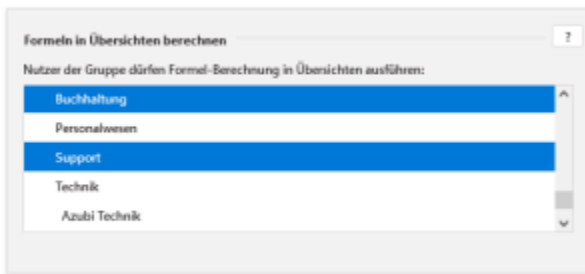 Formeln in Übersichten berechnen
?
Nutzer der Gruppe dürfen Formel-Berechnung in Übersichten ausführen:
Buchhaltung
Personalwesen
Support
Technik
Azubi Technik